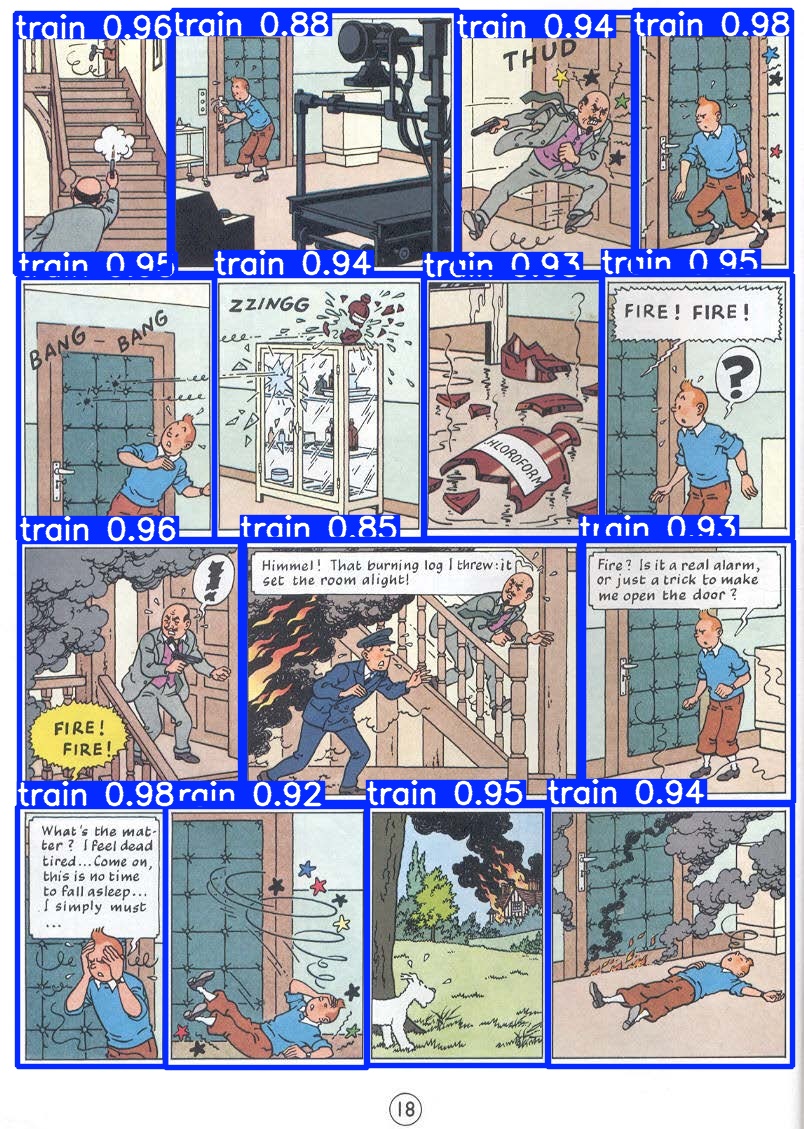 train 0.96
train 0.88
train 0.94
train 0.98
THUD
train 0.95
train 0.94
train 0.93
train 0.95
BANG - BANG
ZZINGG
CHLOROFORM
FIRE! FIRE!
?
train 0.96
train 0.85
train 0.93
!
FIRE!
FIRE!
Himmel! That burning log I threw: it
set the room alight!
Fire? Is it a real alarm,
or just a trick to make
me open the door?
train 0.98
train 0.92
train 0.95
train 0.94
What's the mat-
ter? I feel dead
tired... Come on,
this is no time
to fall asleep...
I simply must
...
18